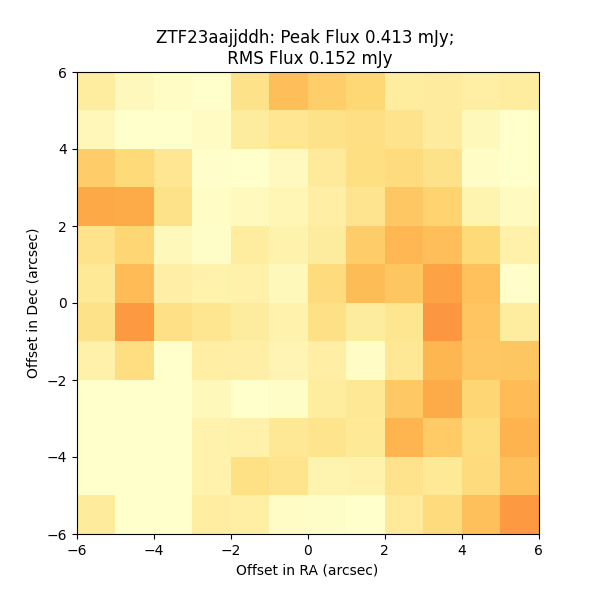 ZTF23aajjddh: Peak Flux 0.413 mJy;
RMS Flux 0.152 mJy
6
4
2
0
−2
−4
−6
Offset in Dec (arcsec)
−6 −4 −2 0 2 4 6
Offset in RA (arcsec)